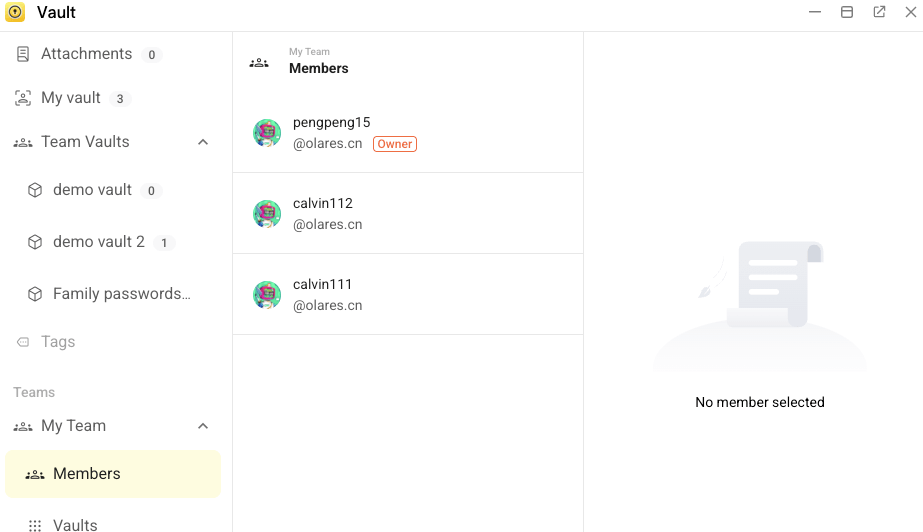 Vault
Attachments 0
My vault 3
Team Vaults
demo vault 0
demo vault 2 1
Family passwords...
Tags
Teams
My Team
Members
Vaults
My Team
Members
pengpeng15
@olares.cn Owner
calvin112
@olares.cn
calvin111
@olares.cn
No member selected